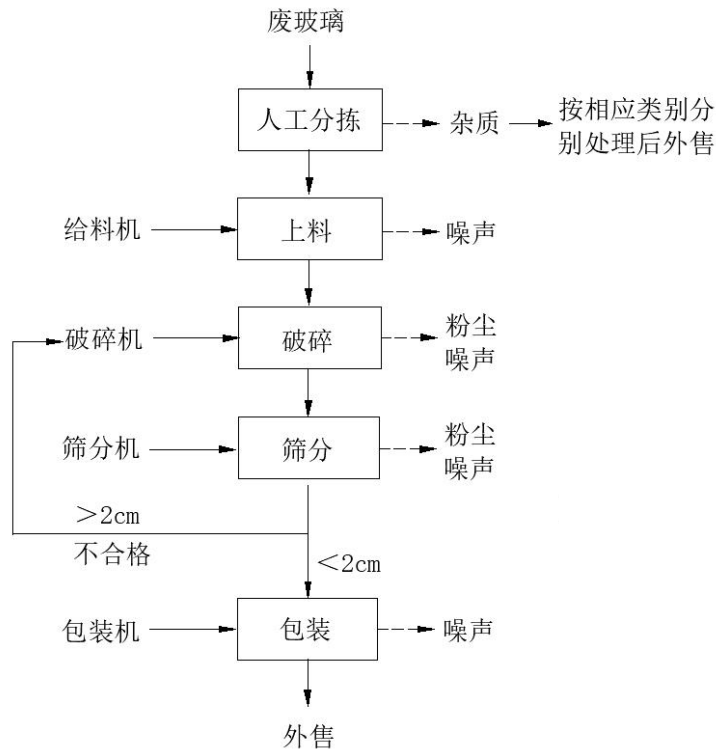 废玻璃
人工分拣
杂质
按相应类别分
别处理后外售
给料机
上料
噪声
破碎机
破碎
粉尘
噪声
筛分机
筛分
粉尘
噪声
＞2cm
不合格
＜2cm
包装机
包装
噪声
外售